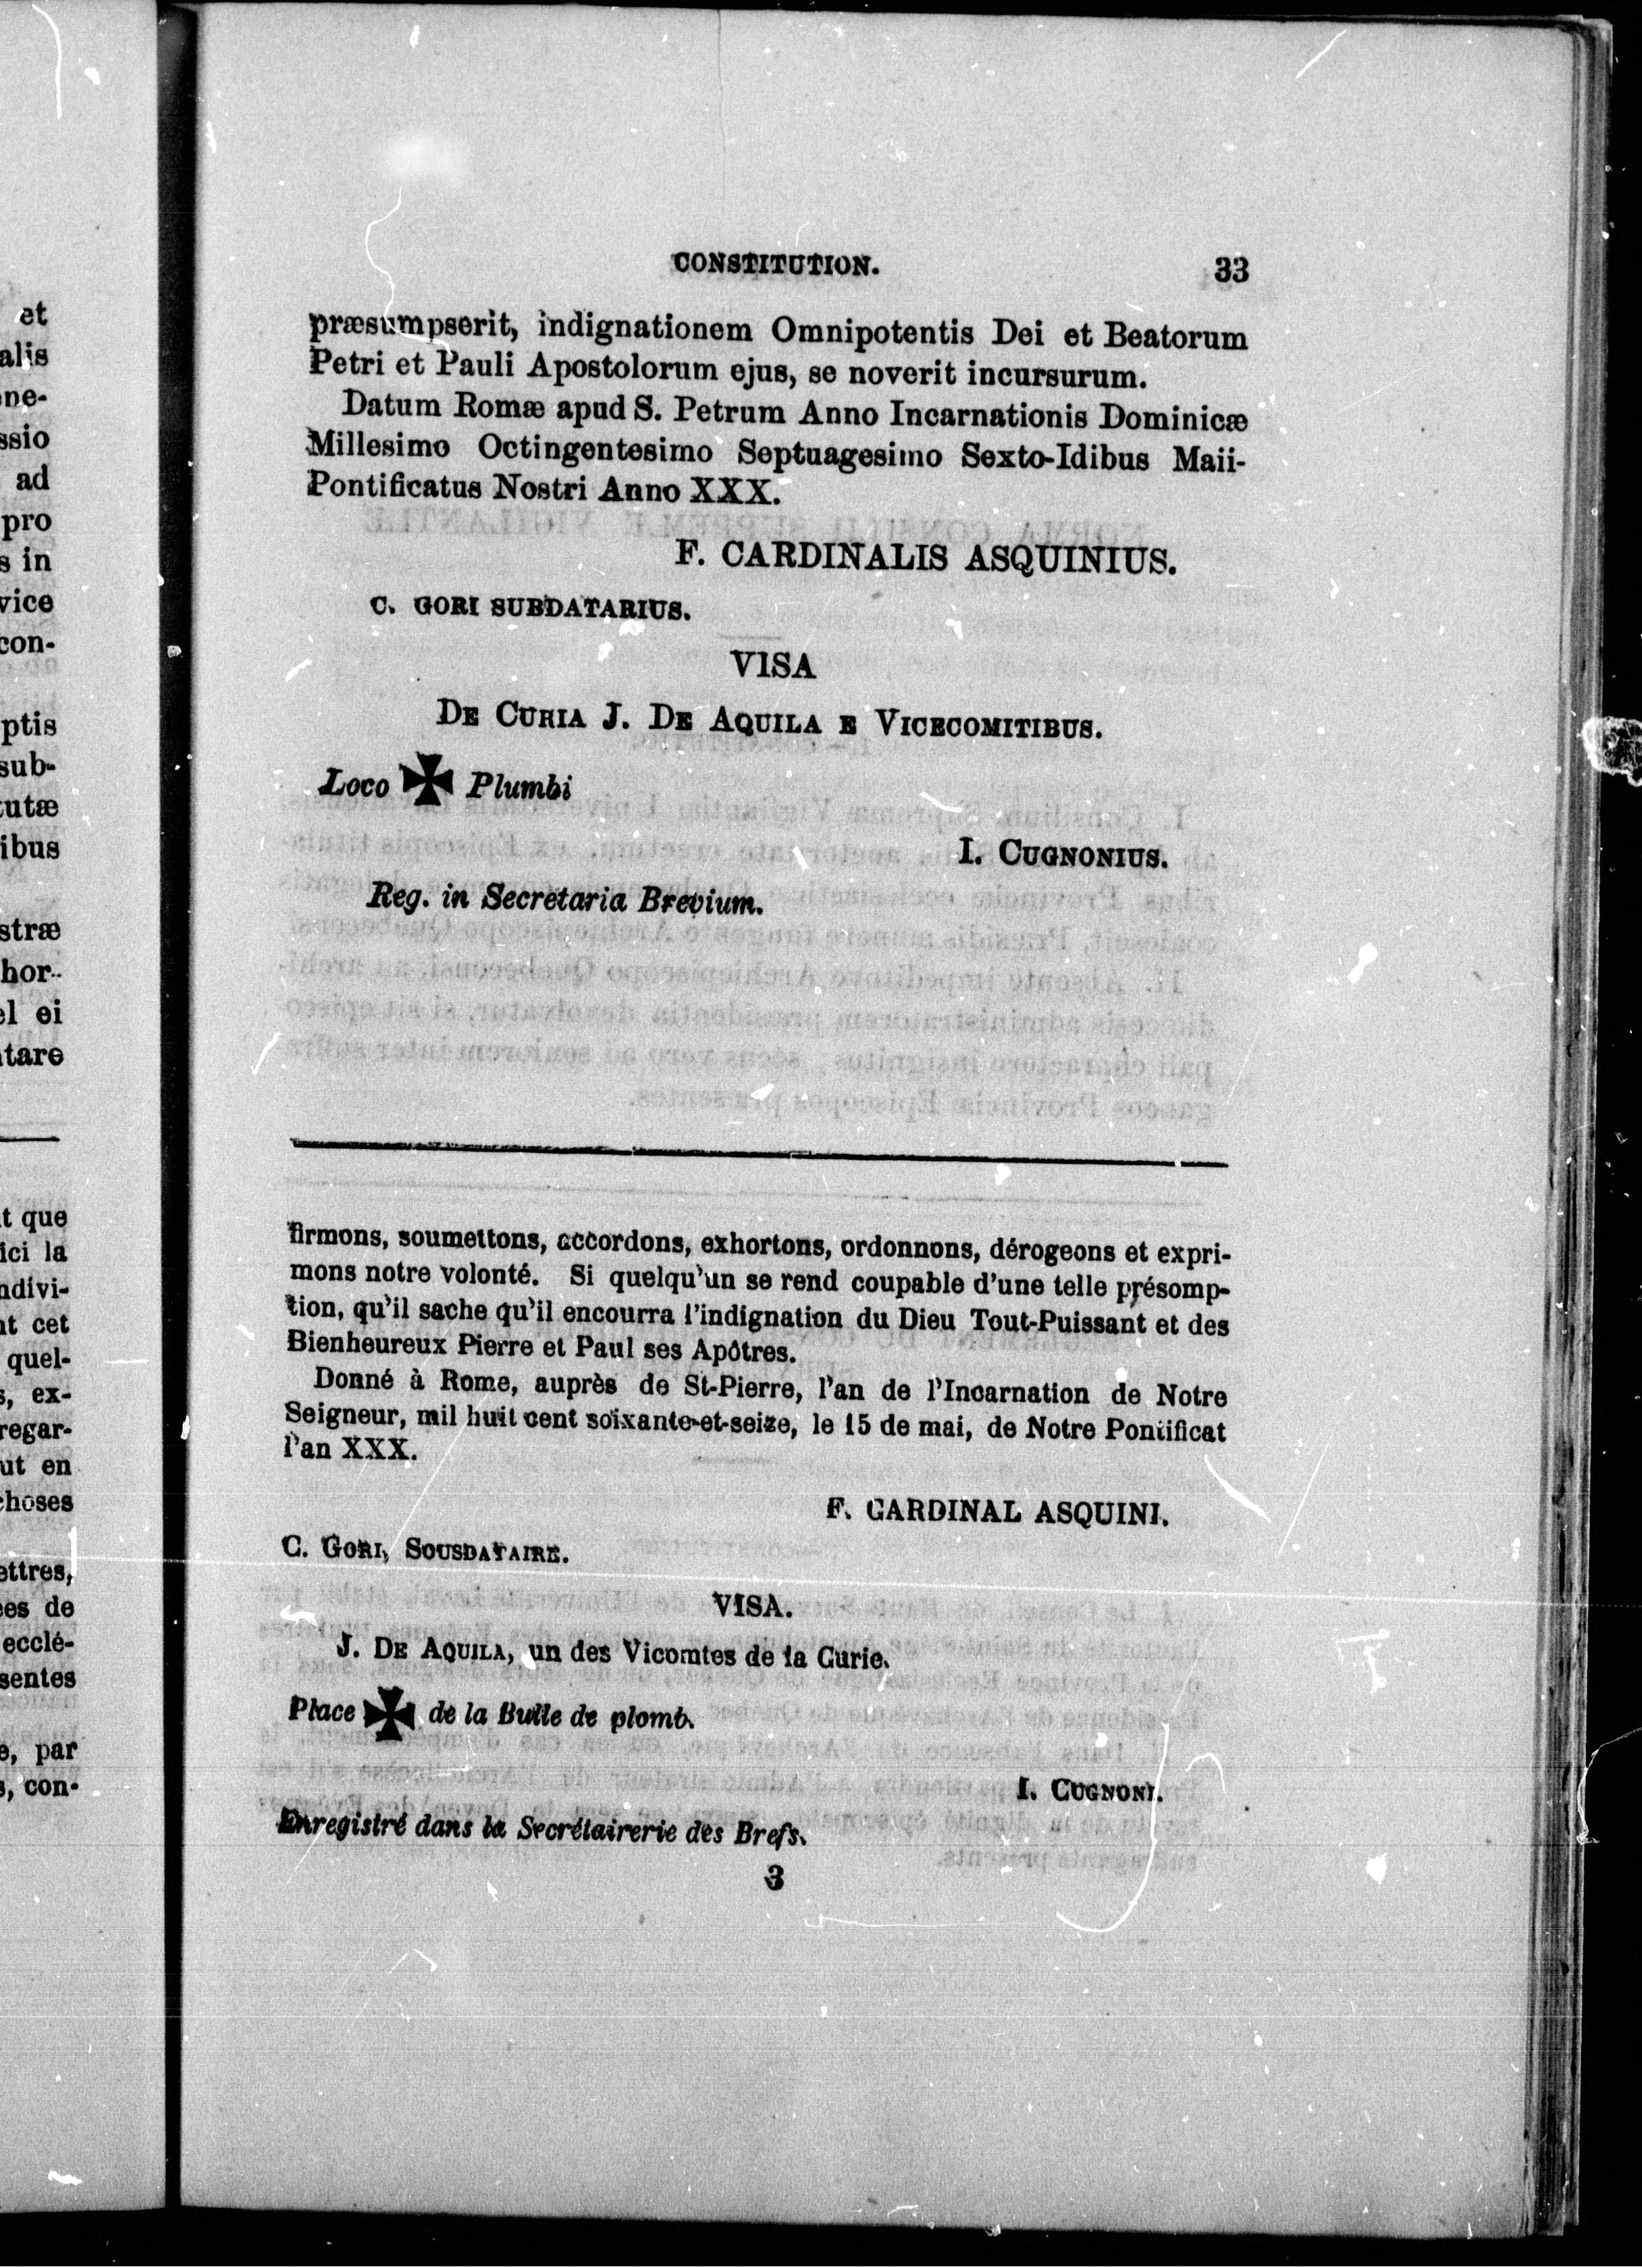 CONSTITUTION. 33
præsumpserit, indignationem Omnipotentis Dei et Beatorum
Petri et Pauli Apostolorum ejus, se noverit incursurum.
Datum Romæ apud S. Petrum Anno Incarnationis Dominicæ
Millesimo Octingentesimo Septuagesimo Sexto-Idibus Maii-
Pontificatus Nostri Anno XXX.
F. CARDINALIS ASQUINIUS.
C. GORI SUBDATARIUS.
VISA
DE CURIA J. DE AQUILA E VICECOMITIBUS.
Loco ✠ Plumbi
I. CUGNONIUS.
Reg. in Secretaria Brevium.
firmons, soumettons, accordons, exhortons, ordonnons, dérogeons et expri-
mons notre volonté. Si quelqu'un se rend coupable d'une telle présomp-
tion, qu'il sache qu'il encourra l'indignation du Dieu Tout-Puissant et des
Bienheureux Pierre et Paul ses Apôtres.
Donné à Rome, auprès de St-Pierre, l'an de l'Incarnation de Notre
Seigneur, mil huit cent soixante-et-seize, le 15 de mai, de Notre Pontificat
l'an XXX.
F. CARDINAL ASQUINI.
C. GORI, SOUSDATAIRE.
VISA.
J. DE AQUILA, un des Vicomtes de la Curie.
Place ✠ de la Bulle de plomb.
I. CUGNONI.
Enregistré dans la Secrétairerie des Brefs.
3